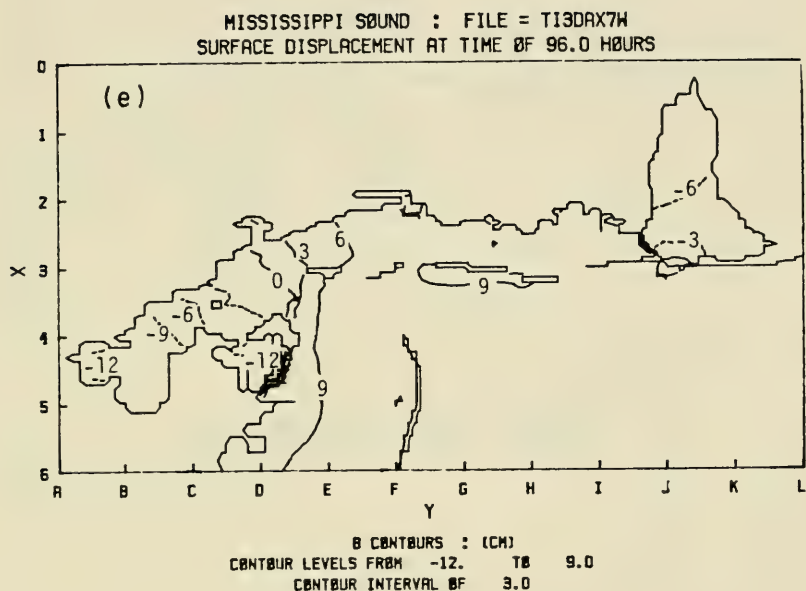 MISSISSIPPI SØUND : FILE = TI3DAX7W
SURFACE DISPLACEMENT AT TIME ØF 96.0 HØURS
(e)
0
1
2
3
4
5
6
X
-6
-3
6
3
0
9
-6
-9
-12
-12
9
A B C D E F G H I J K L
Y
8 CØNTØURS : (CM)
CØNTØUR LEVELS FRØM -12. TØ 9.0
CØNTØUR INTERVAL ØF 3.0